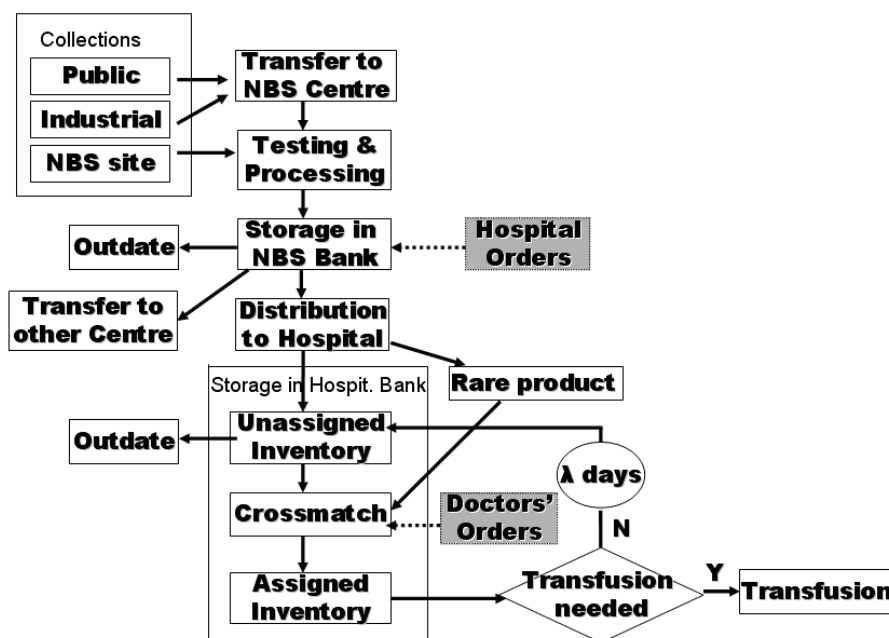 Collections
Public
Industrial
NBS site
Transfer to
NBS Centre
Testing &
Processing
Storage in
NBS Bank
Hospital
Orders
Outdate
Transfer to
other Centre
Distribution
to Hospital
Rare product
Storage in Hospit. Bank
Unassigned
Inventory
Outdate
λ days
Crossmatch
Doctors’
Orders
N
Assigned
Inventory
Transfusion
needed
Y
Transfusion